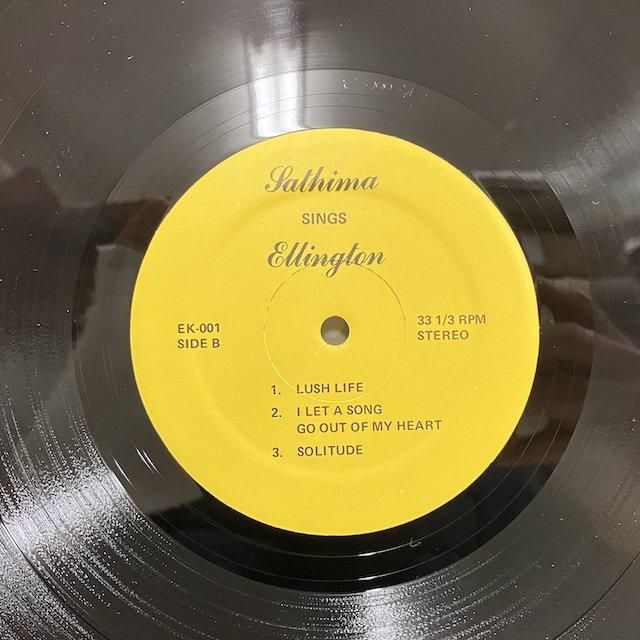 Sathima
SINGS
Ellington
EK-001
SIDE B
33 1/3 RPM
STEREO
1. LUSH LIFE
2. I LET A SONG
GO OUT OF MY HEART
3. SOLITUDE